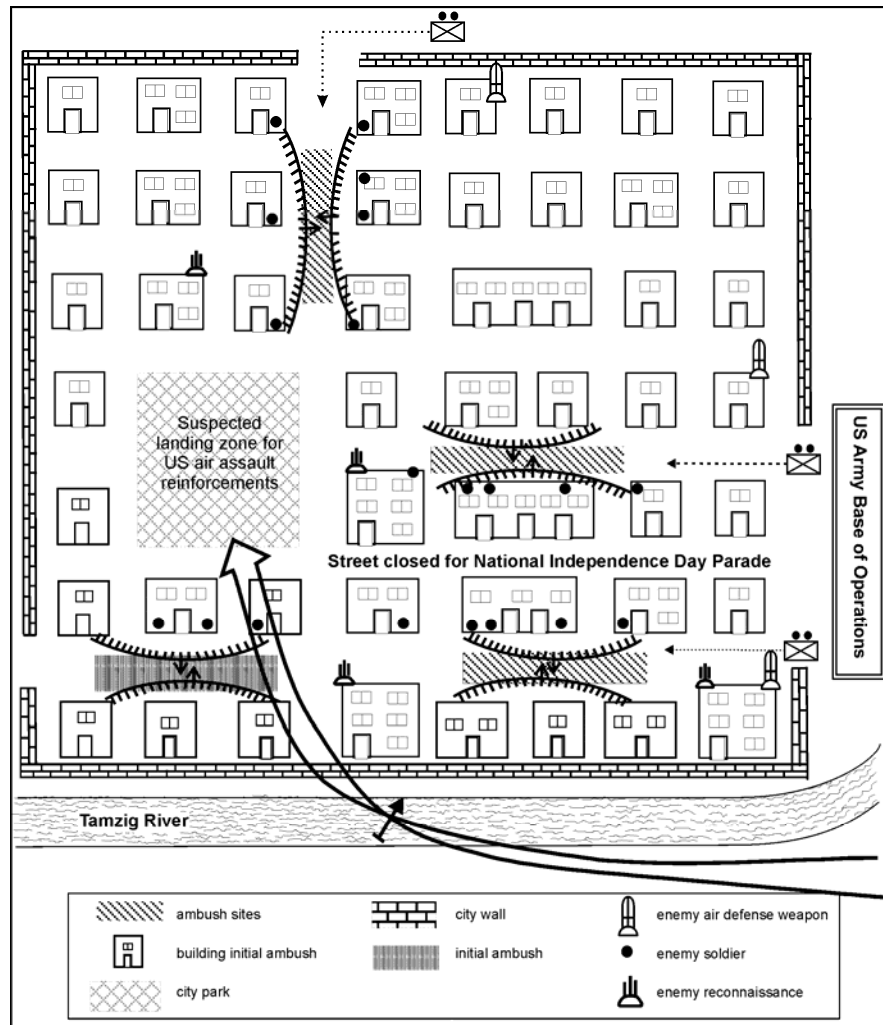 Suspected
landing zone for
US air assault
reinforcements
US Army Base of Operations
Street closed for National Independence Day Parade
Tamzig River
ambush sites
city wall
enemy air defense weapon
building initial ambush
initial ambush
enemy soldier
city park
enemy reconnaissance